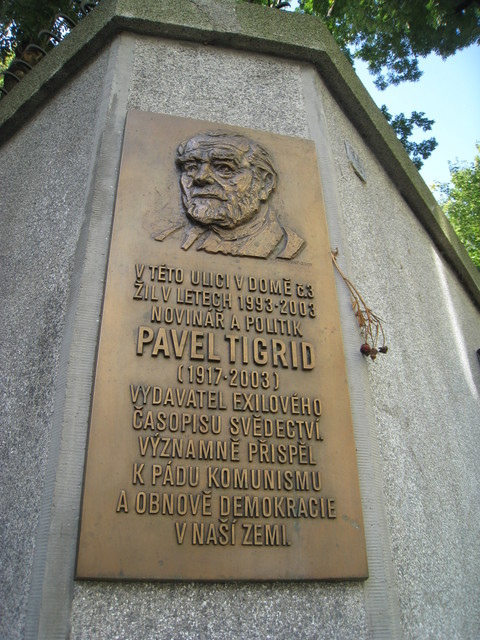 V TÉTO ULICI V DOMĚ č.3
ŽIL V LETECH 1993-2003
NOVINÁŘ A POLITIK
PAVEL TIGRID
(1917-2003)
VYDAVATEL EXILOVÉHO
ČASOPISU SVĚDECTVÍ.
VÝZNAMNĚ PŘISPĚL
K PÁDU KOMUNISMU
A OBNOVĚ DEMOKRACIE
V NAŠÍ ZEMI.